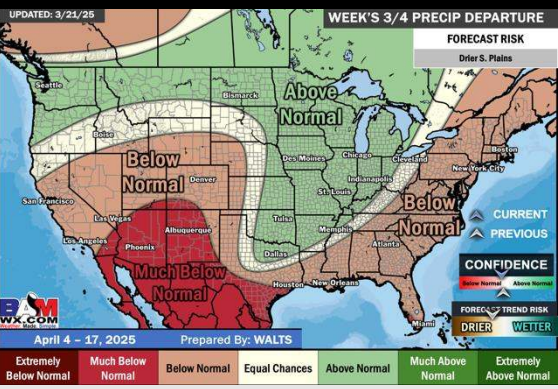 UPDATED: 3/21/25
WEEK'S 3/4 PRECIP DEPARTURE
FORECAST RISK
Drier S. Plains
Seattle
Bismarck
Above
Normal
Boise
Below
Normal
Denver
Des Moines
Chicago
Cleveland
Boston
New York City
Indianapolis
St. Louis
San Francisco
Las Vegas
Below
Normal
Los Angeles
Phoenix
Albuquerque
Tulsa
Memphis
Atlanta
Dallas
Much Below
Normal
Houston
New Orleans
Miami
CURRENT
PREVIOUS
CONFIDENCE
Below Normal
Above Normal
FORECAST TREND RISK
DRIER
WETTER
BAM
WX.COM
Weather. Made. Simple.
April 4 – 17, 2025
Prepared By: WALTS
Extremely
Below Normal
Much Below
Normal
Below Normal
Equal Chances
Above Normal
Much Above
Normal
Extremely
Above Normal